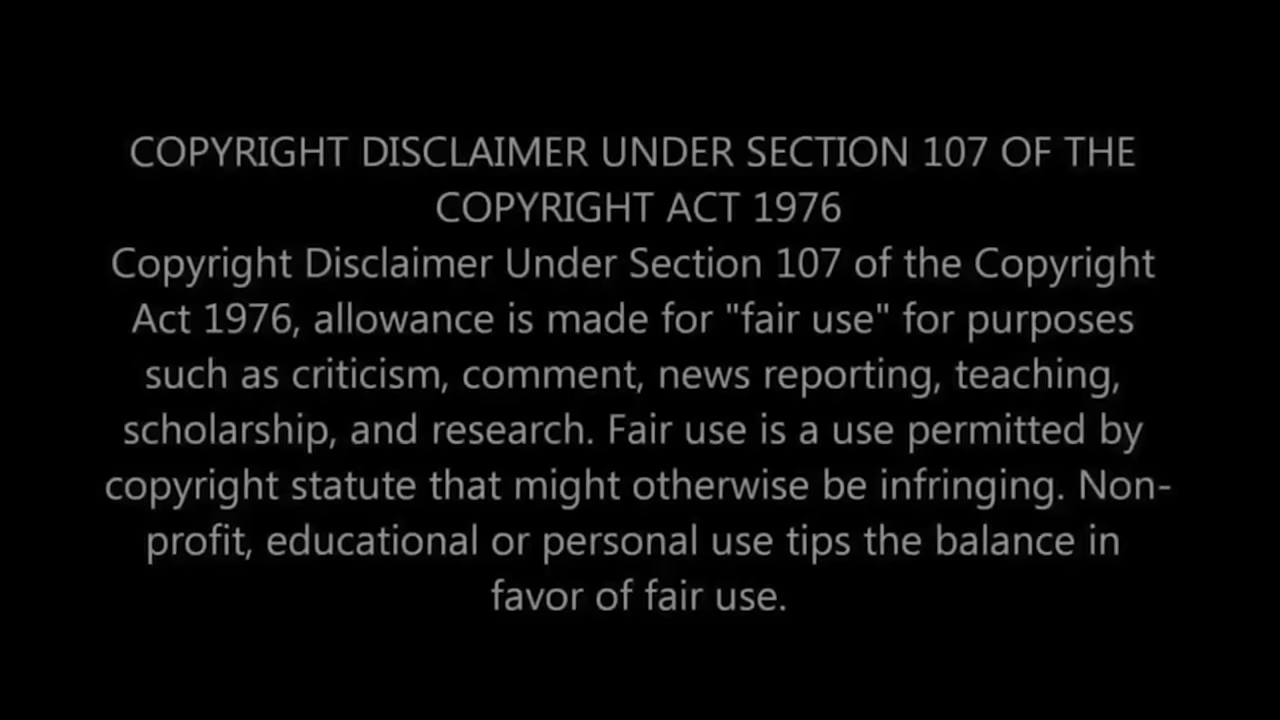 COPYRIGHT DISCLAIMER UNDER SECTION 107 OF THE
COPYRIGHT ACT 1976
Copyright Disclaimer Under Section 107 of the Copyright
Act 1976, allowance is made for "fair use" for purposes
such as criticism, comment, news reporting, teaching,
scholarship, and research. Fair use is a use permitted by
copyright statute that might otherwise be infringing. Non-
profit, educational or personal use tips the balance in
favor of fair use.